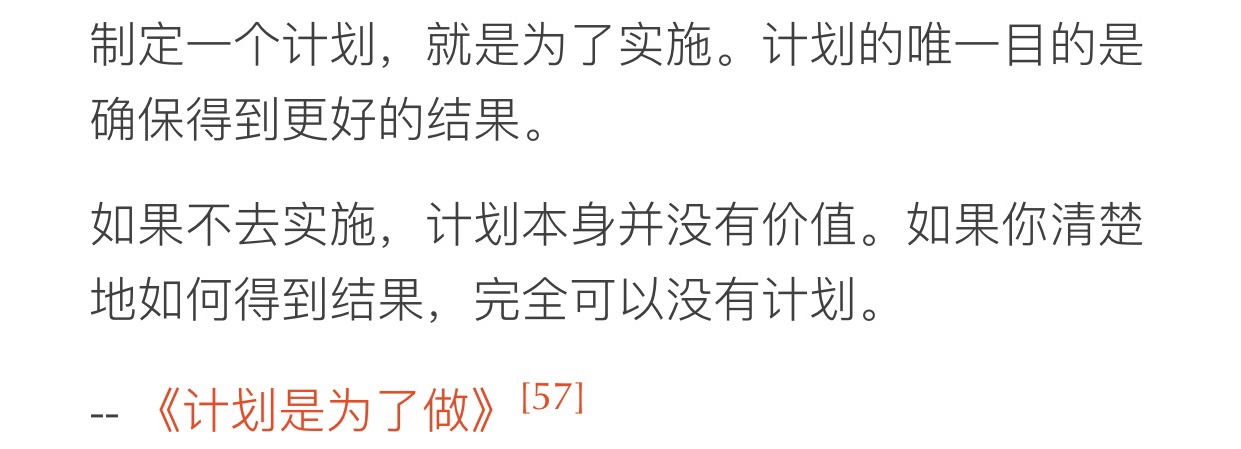 制定一个计划，就是为了实施。计划的唯一目的是
确保得到更好的结果。
如果不去实施，计划本身并没有价值。如果你清楚
地如何得到结果，完全可以没有计划。
-- 《计划是为了做》[57]